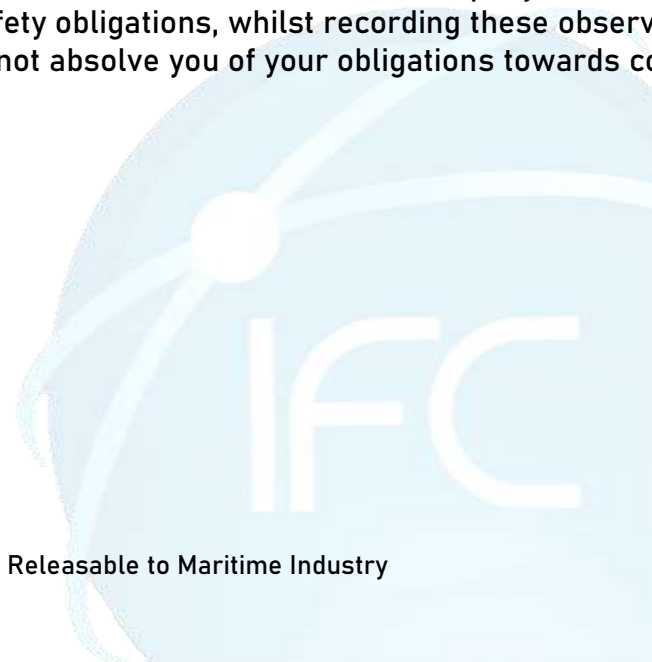 fety obligations, whilst recording these observ
not absolve you of your obligations towards co
IFC
Releasable to Maritime Industry